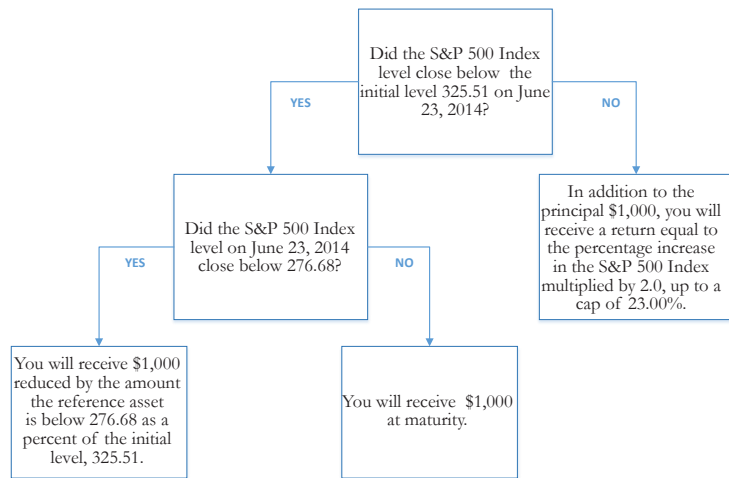 Did the S&P 500 Index
level close below the
initial level 325.51 on June
23, 2014?
YES
NO
Did the S&P 500 Index
level on June 23, 2014
close below 276.68?
In addition to the
principal $1,000, you will
receive a return equal to
the percentage increase
in the S&P 500 Index
multiplied by 2.0, up to a
cap of 23.00%.
YES
NO
You will receive $1,000
reduced by the amount
the reference asset
is below 276.68 as a
percent of the initial
level, 325.51.
You will receive $1,000
at maturity.